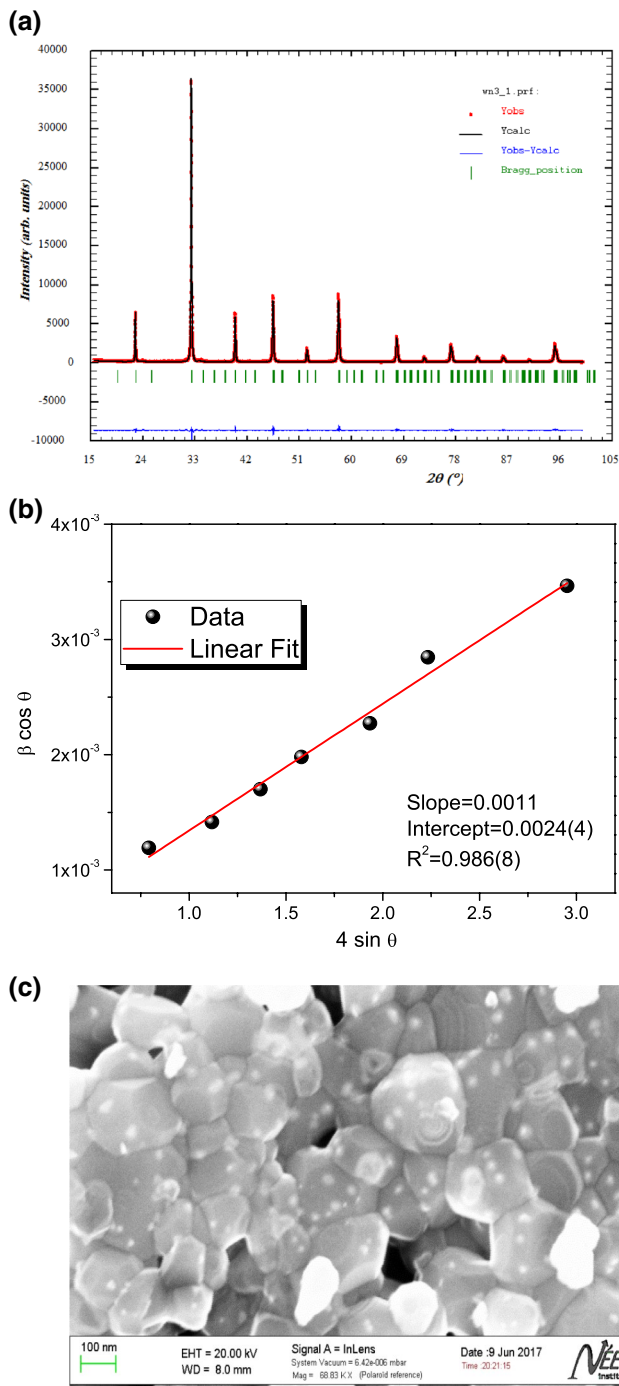 (a)
40000
35000
30000
25000
20000
15000
10000
5000
0
-5000
-10000
Intensity (arb. units)
wn3_1.prf:
Yobs
Ycalc
Yobs-Ycalc
Bragg_position
15 24 33 42 51 60 69 78 87 96 105
2θ (°)
(b)
4x10⁻³
3x10⁻³
2x10⁻³
1x10⁻³
β cos θ
Data
Linear Fit
Slope=0.0011
Intercept=0.0024(4)
R²=0.986(8)
1.0 1.5 2.0 2.5 3.0
4 sin θ
(c)
100 nm
EHT = 20.00 kV
WD = 8.0 mm
Signal A = InLens
System Vacuum = 6.42e-006 mbar
Mag = 68.83 K X (Polaroid reference)
Date :9 Jun 2017
Time :20:21:15
NÉE
Instit